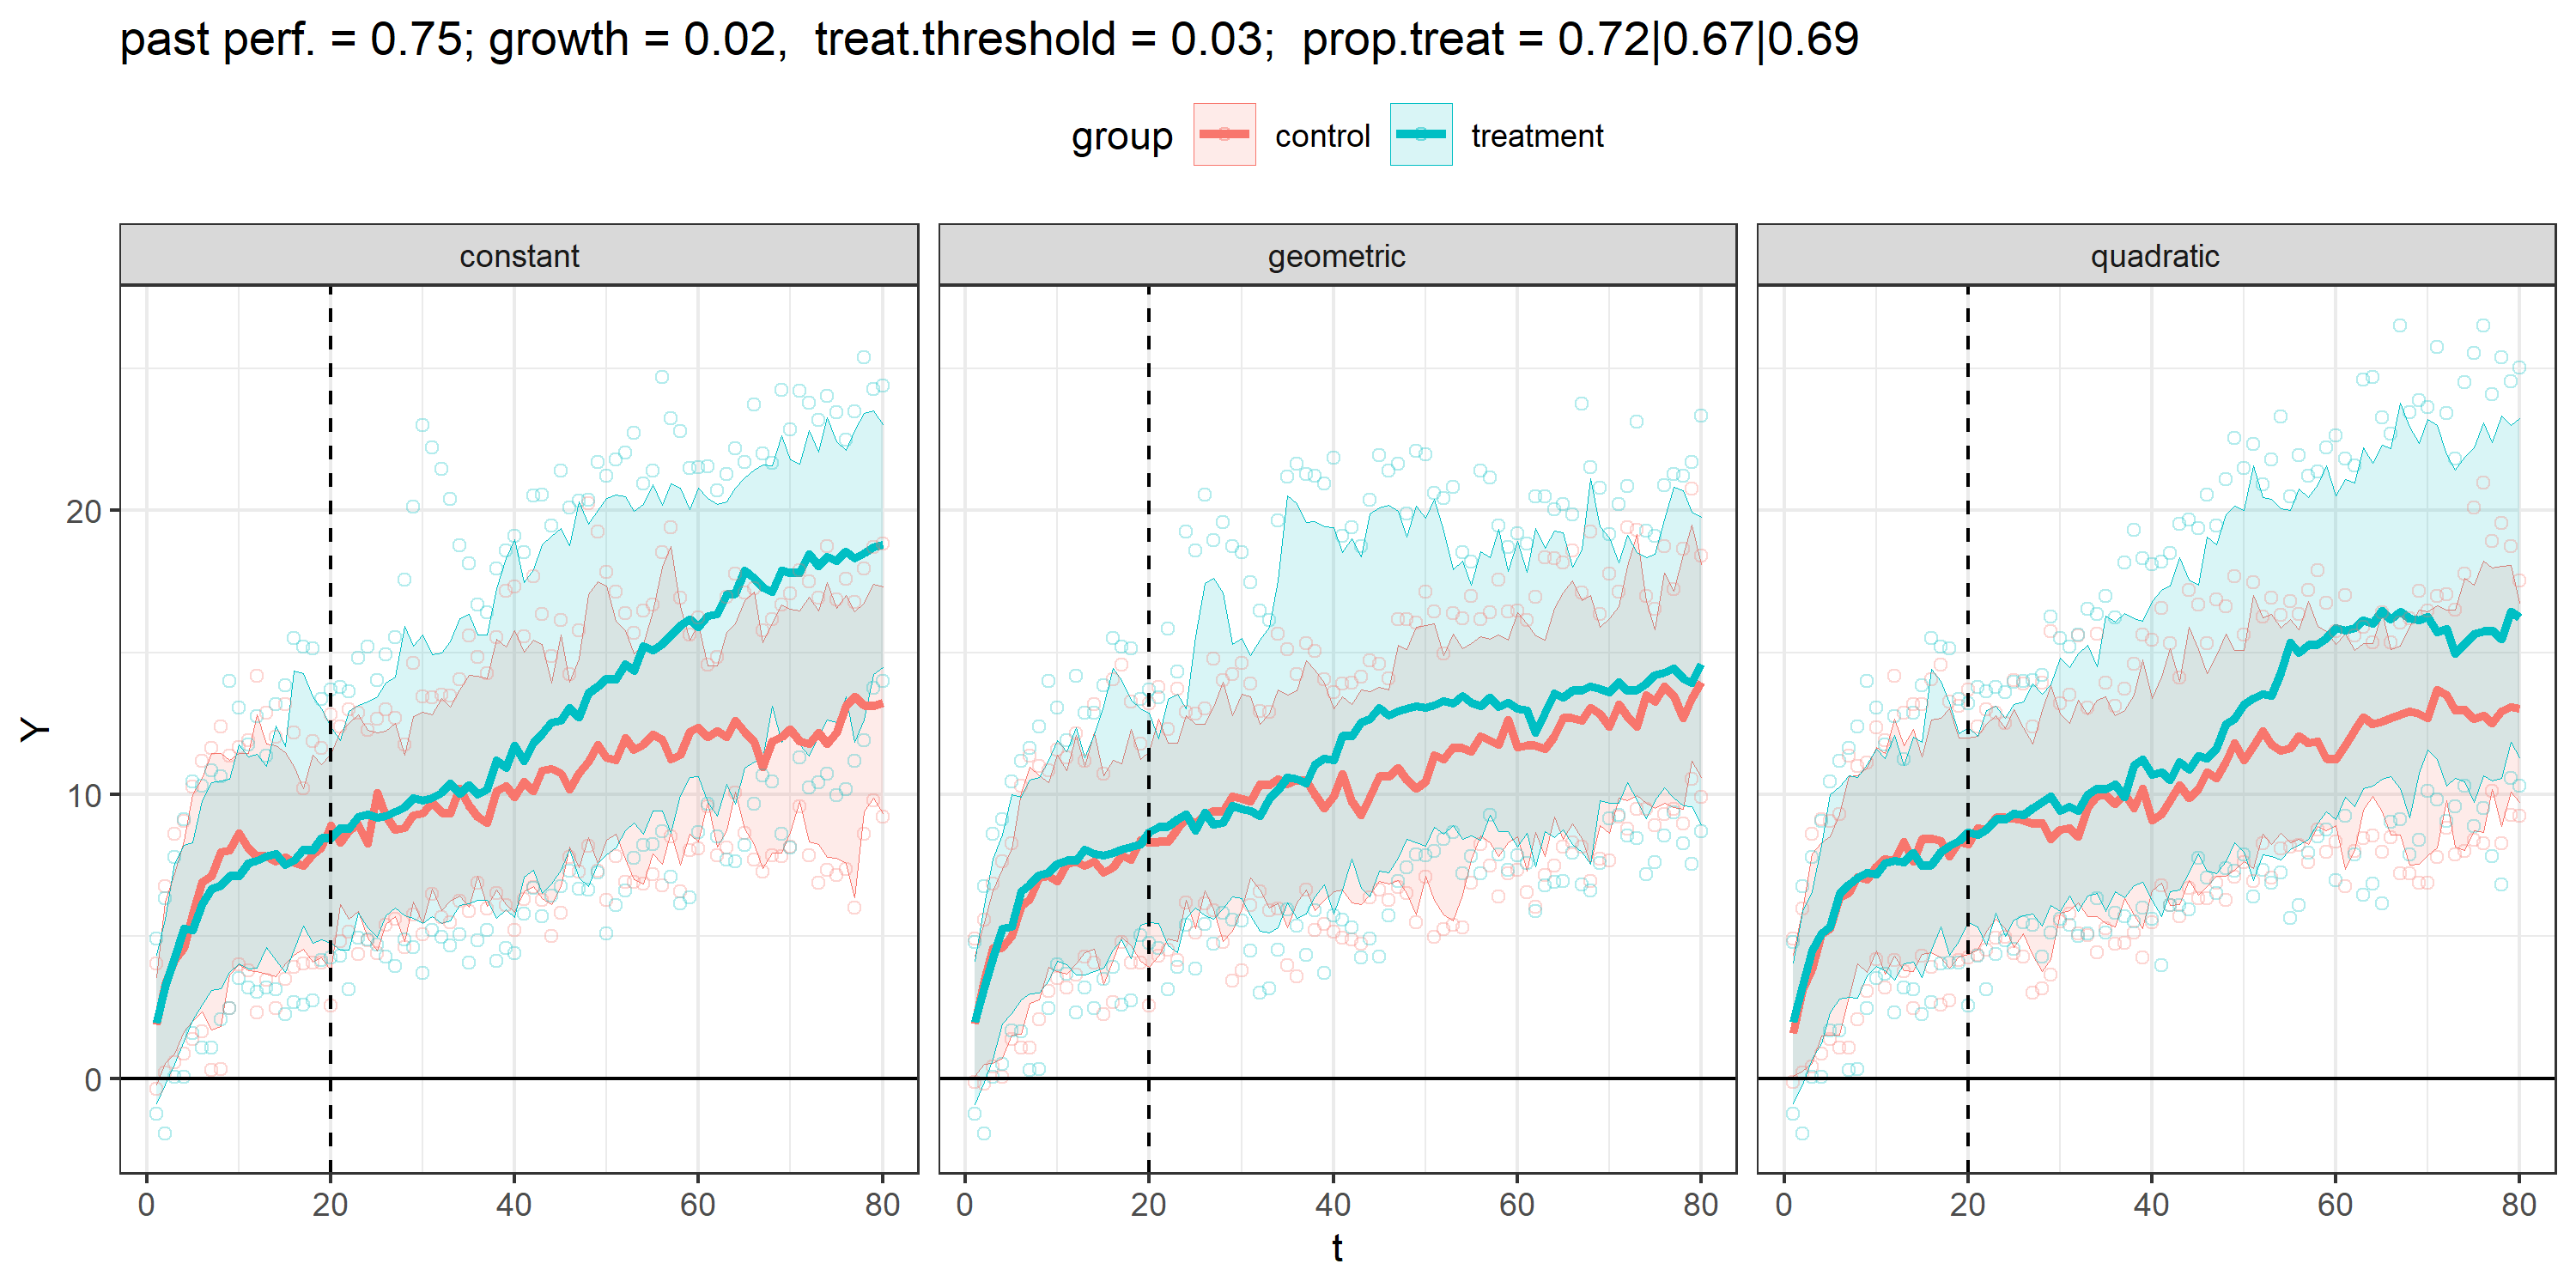 past perf. = 0.75; growth = 0.02,  treat.threshold = 0.03;  prop.treat = 0.72|0.67|0.69
group control treatment
constant geometric quadratic
Y
20
10
0
0 20 40 60 80 0 20 40 60 80 0 20 40 60 80
t